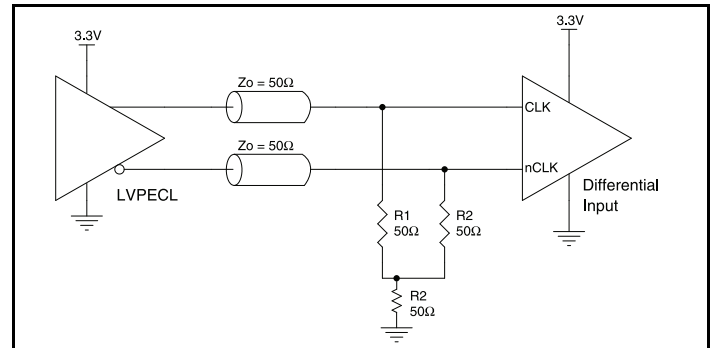 3.3V
3.3V
Zo = 50Ω
CLK
Zo = 50Ω
nCLK
LVPECL
Differential
Input
R1
50Ω
R2
50Ω
R2
50Ω